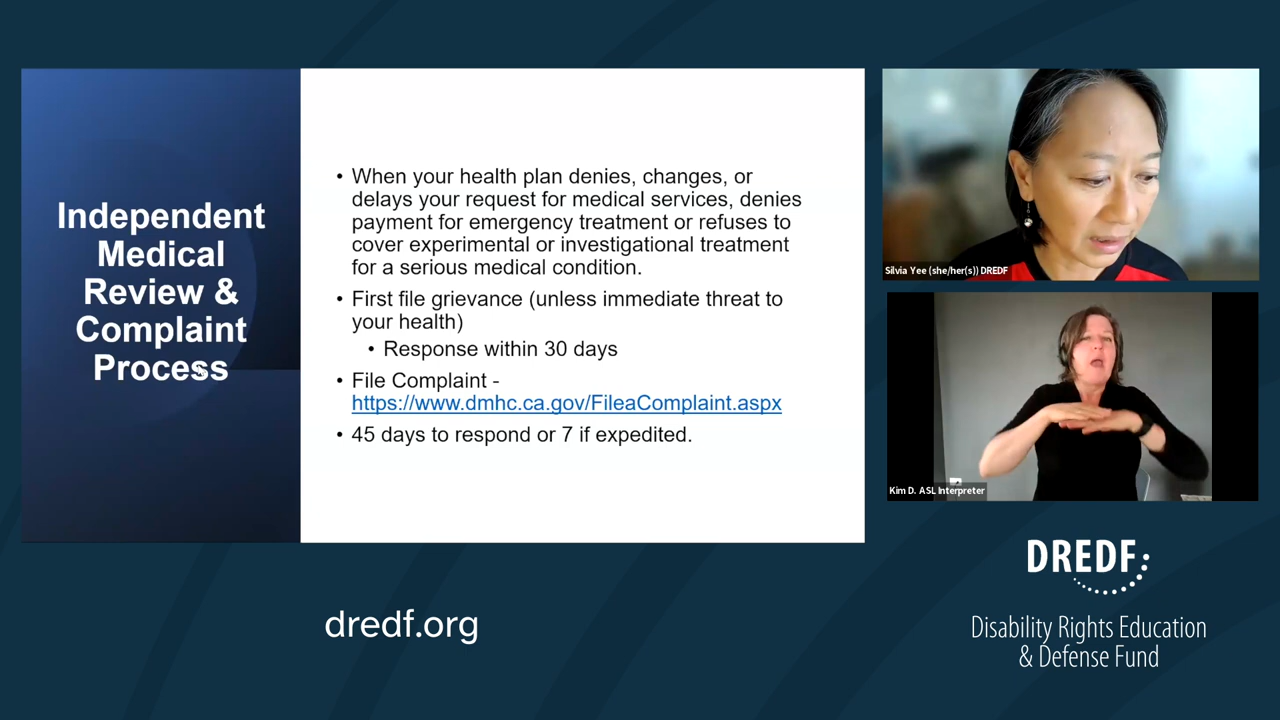 Independent
Medical
Review &
Complaint
Process
• When your health plan denies, changes, or
delays your request for medical services, denies
payment for emergency treatment or refuses to
cover experimental or investigational treatment
for a serious medical condition.
• First file grievance (unless immediate threat to
your health)
• Response within 30 days
• File Complaint -
https://www.dmhc.ca.gov/FileaComplaint.aspx
• 45 days to respond or 7 if expedited.
Silvia Yee (she/her(s)) DREDF
Kim D. ASL Interpreter
dredf.org
DREDF
Disability Rights Education
& Defense Fund